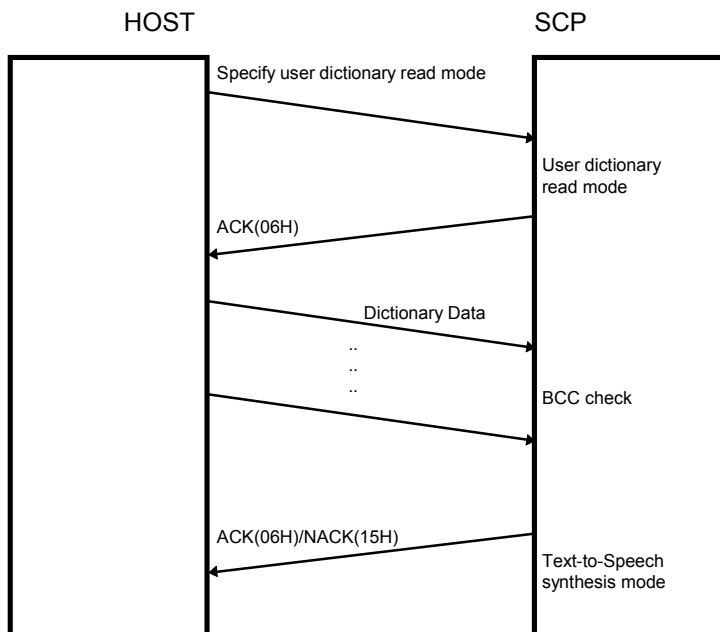 HOST
SCP
Specify user dictionary read mode
User dictionary
read mode
ACK(06H)
Dictionary Data
..
..
..
BCC check
ACK(06H)/NACK(15H)
Text-to-Speech
synthesis mode